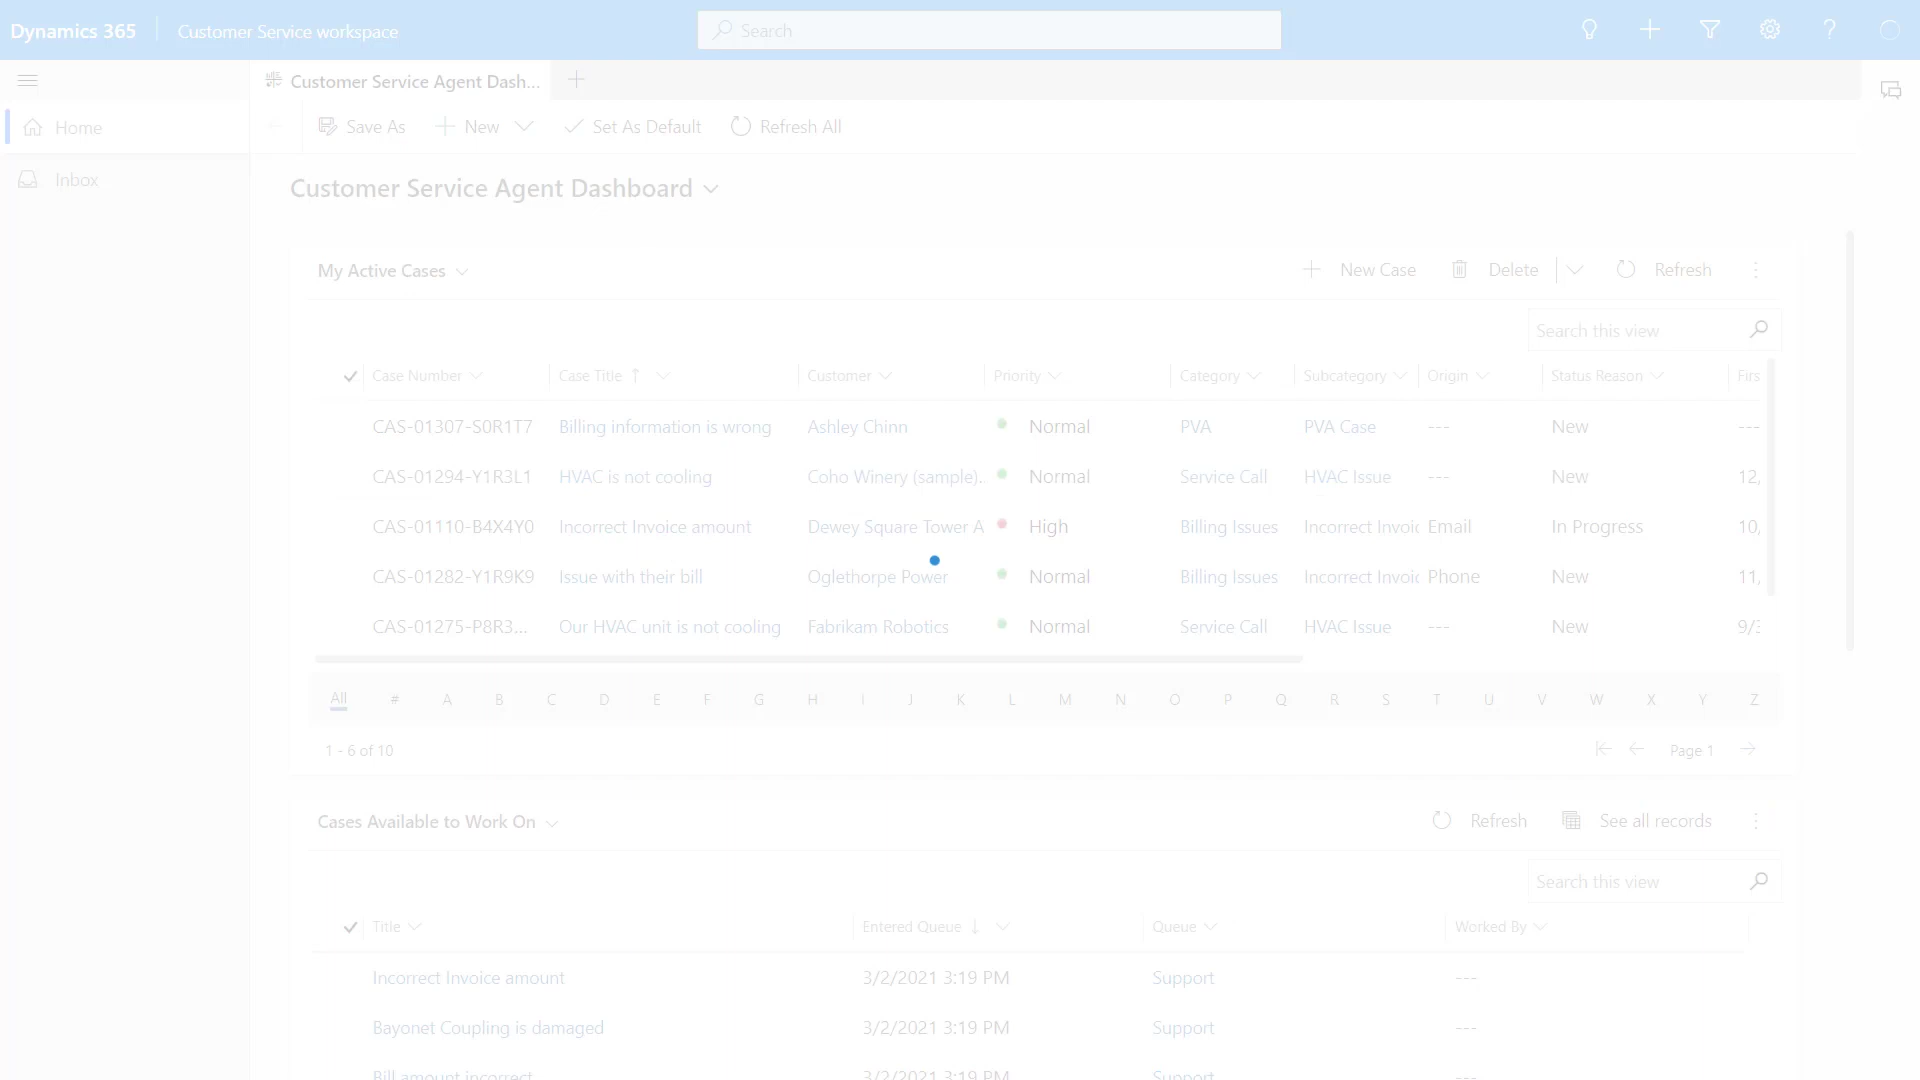 Dynamics 365
Customer Service workspace
Search
Customer Service Agent Dash...
Home
Inbox
Save As
New
Set As Default
Refresh All
Customer Service Agent Dashboard
My Active Cases
New Case
Delete
Refresh
Search this view
Case Number Case Title Customer Priority Category Subcategory Origin Status Reason Firs
CAS-01307-S0R1T7 Billing information is wrong Ashley Chinn Normal PVA PVA Case --- New ---
CAS-01294-Y1R3L1 HVAC is not cooling Coho Winery (sample).. Normal Service Call HVAC Issue --- New 12,
CAS-01110-B4X4Y0 Incorrect Invoice amount Dewey Square Tower A High Billing Issues Incorrect Invoic Email In Progress 10,
CAS-01282-Y1R9K9 Issue with their bill Oglethorpe Power Normal Billing Issues Incorrect Invoic Phone New 11,
CAS-01275-P8R3... Our HVAC unit is not cooling Fabrikam Robotics Normal Service Call HVAC Issue --- New 9/3
All # A B C D E F G H I J K L M N O P Q R S T U V W X Y Z
1 - 6 of 10
Page 1
Cases Available to Work On
Refresh
See all records
Search this view
Title Entered Queue Queue Worked By
Incorrect Invoice amount 3/2/2021 3:19 PM Support ---
Bayonet Coupling is damaged 3/2/2021 3:19 PM Support ---
Bill amount incorrect 3/2/2021 3:19 PM Support ---